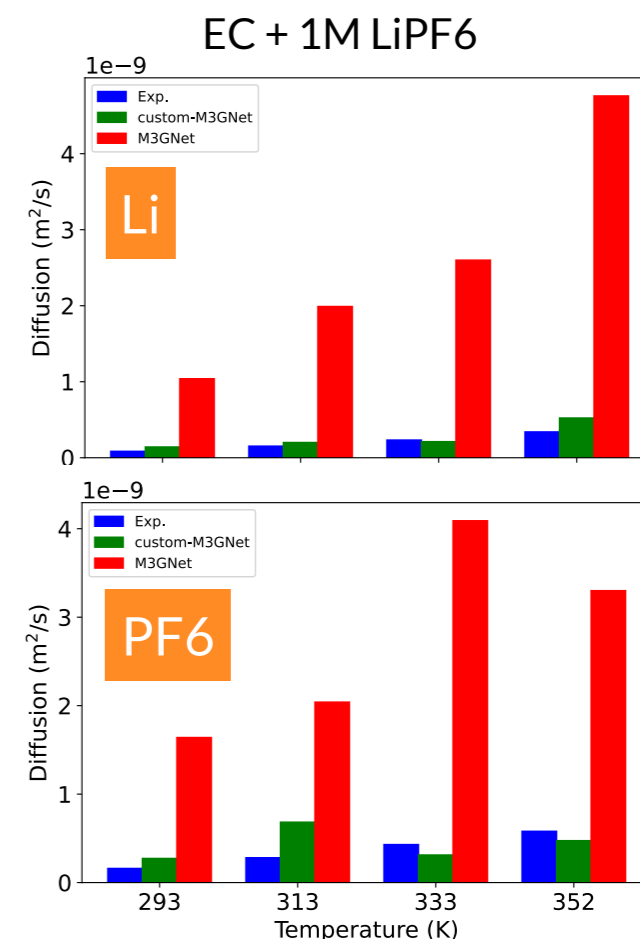 EC + 1M LiPF6
1e−9
Exp.
custom-M3GNet
M3GNet
Li
Diffusion (m²/s)
4
3
2
1
0
1e−9
Exp.
custom-M3GNet
M3GNet
PF6
Diffusion (m²/s)
4
3
2
1
0
293 313 333 352
Temperature (K)